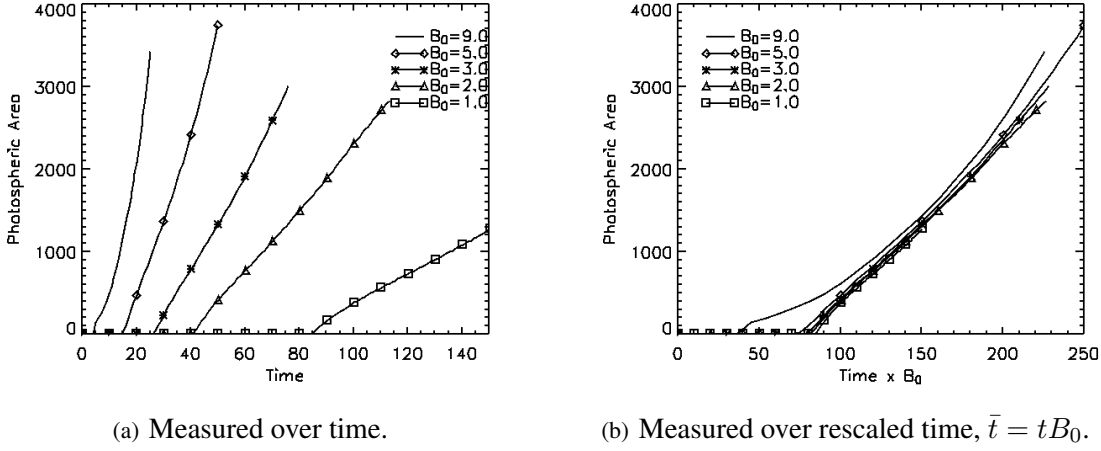 4000
3000
2000
1000
0
Photospheric Area
B₀=9.0
B₀=5.0
B₀=3.0
B₀=2.0
B₀=1.0
0 20 40 60 80 100 120 140
Time
(a) Measured over time.
4000
3000
2000
1000
0
Photospheric Area
B₀=9.0
B₀=5.0
B₀=3.0
B₀=2.0
B₀=1.0
0 50 100 150 200 250
Time x B₀
(b) Measured over rescaled time, t̄ = tB₀.